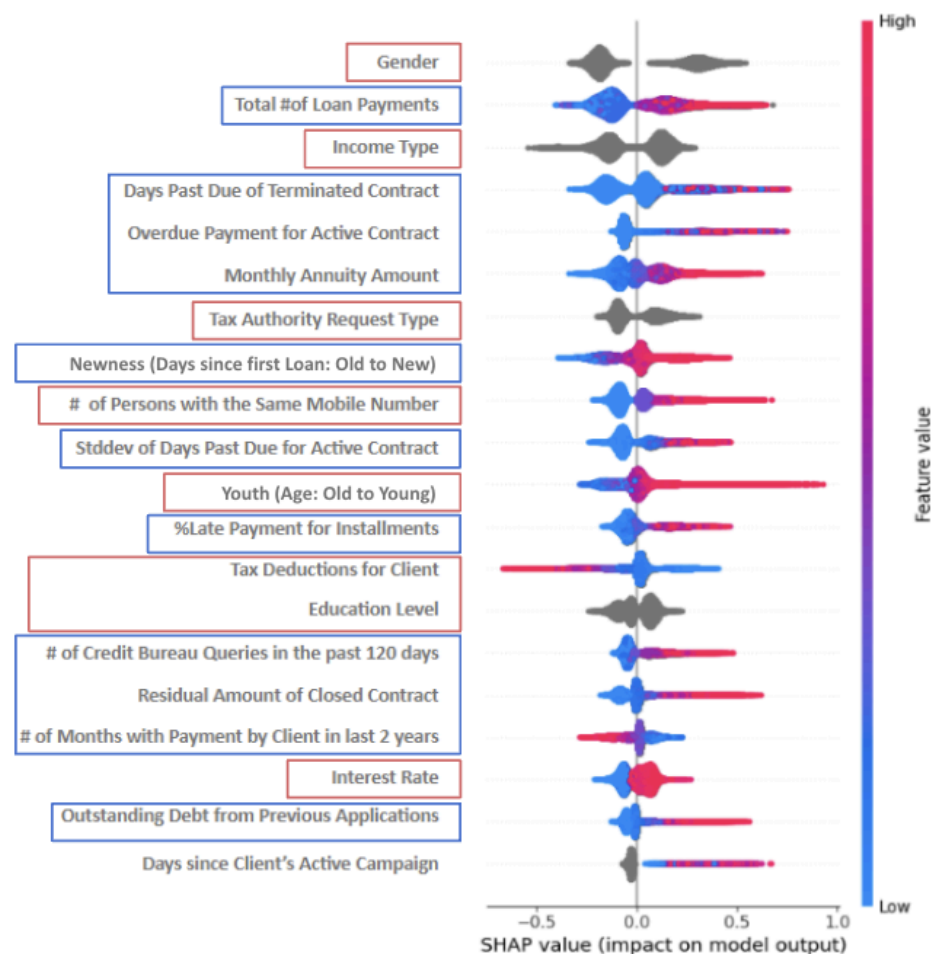 High
Gender
Total #of Loan Payments
Income Type
Days Past Due of Terminated Contract
Overdue Payment for Active Contract
Monthly Annuity Amount
Tax Authority Request Type
Newness (Days since first Loan: Old to New)
# of Persons with the Same Mobile Number
Stddev of Days Past Due for Active Contract
Youth (Age: Old to Young)
%Late Payment for Installments
Tax Deductions for Client
Education Level
# of Credit Bureau Queries in the past 120 days
Residual Amount of Closed Contract
# of Months with Payment by Client in last 2 years
Interest Rate
Outstanding Debt from Previous Applications
Days since Client's Active Campaign
Feature value
Low
−0.5 0.0 0.5 1.0
SHAP value (impact on model output)